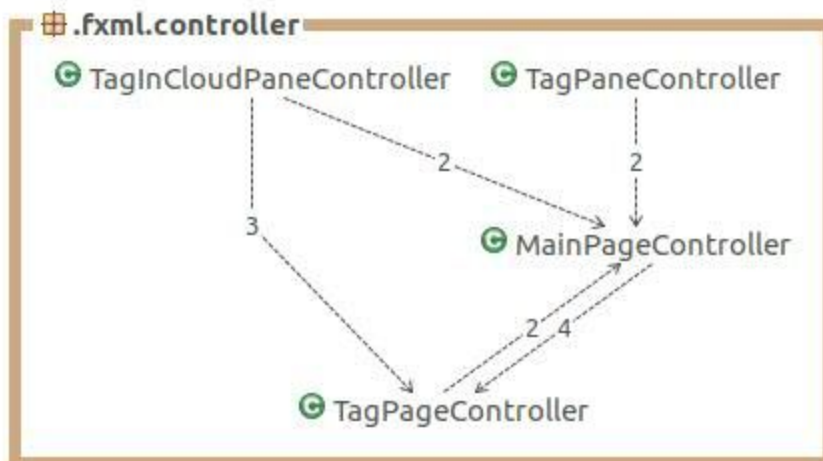 .fxml.controller
C TagInCloudPaneController C TagPaneController
2 2
3
C MainPageController
2 4
C TagPageController